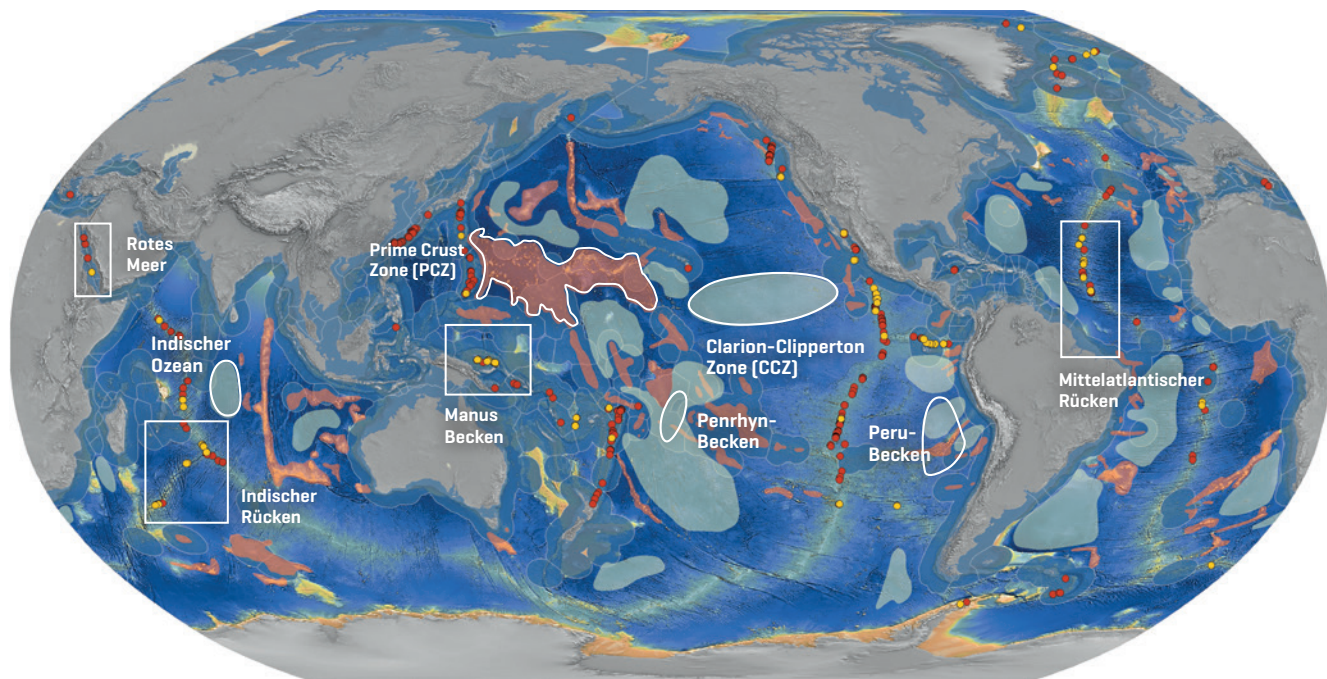 Rotes
Meer
Prime Crust
Zone (PCZ)
Indischer
Ozean
Clarion-Clipperton
Zone (CCZ)
Mittelatlantischer
Rücken
Manus
Becken
Penrhyn-
Becken
Peru-
Becken
Indischer
Rücken